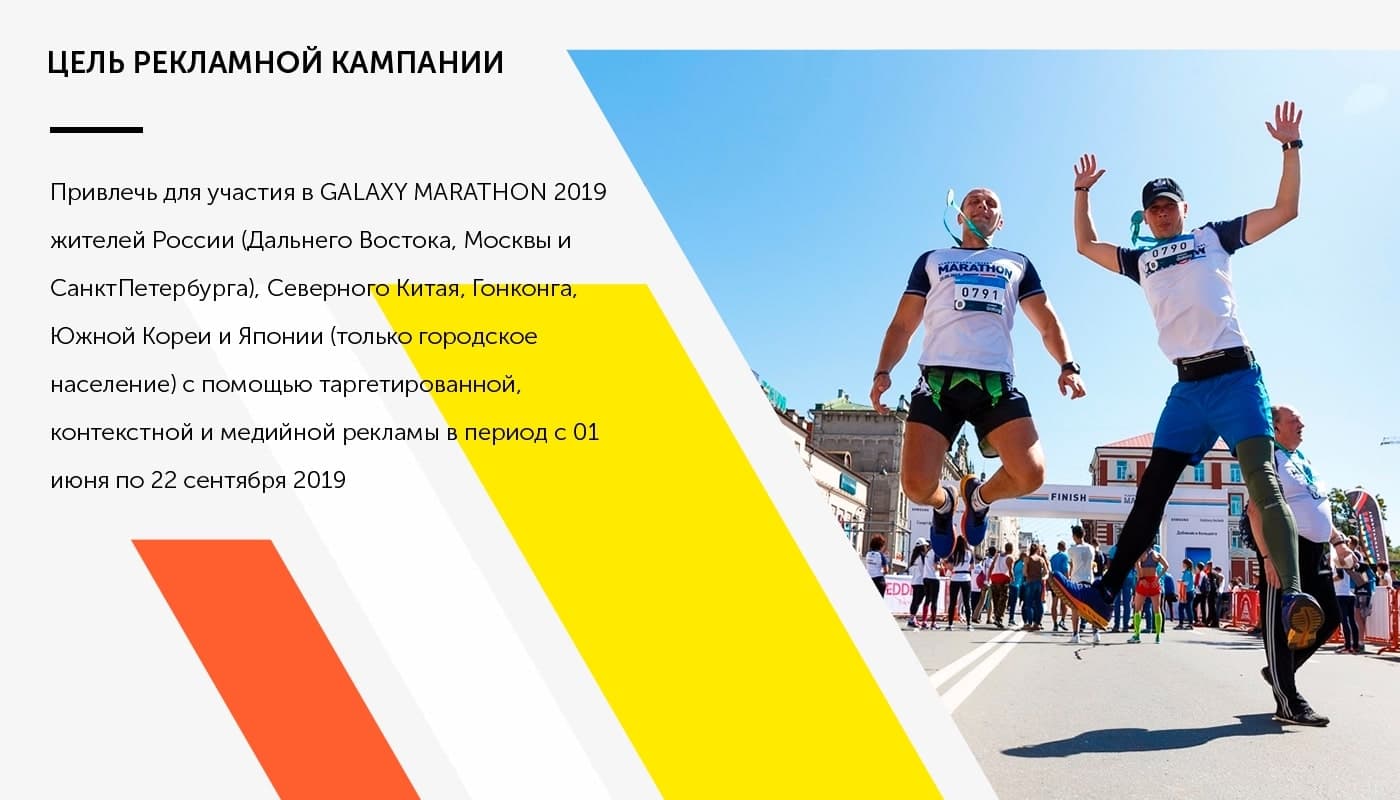 ЦЕЛЬ РЕКЛАМНОЙ КАМПАНИИ
Привлечь для участия в GALAXY MARATHON 2019
жителей России (Дальнего Востока, Москвы и
СанктПетербурга), Северного Китая, Гонконга,
Южной Кореи и Японии (только городское
население) с помощью таргетированной,
контекстной и медийной рекламы в период с 01
июня по 22 сентября 2019
MARATHON
0791
0790
FINISH
SAMSUNG
SAMSUNG